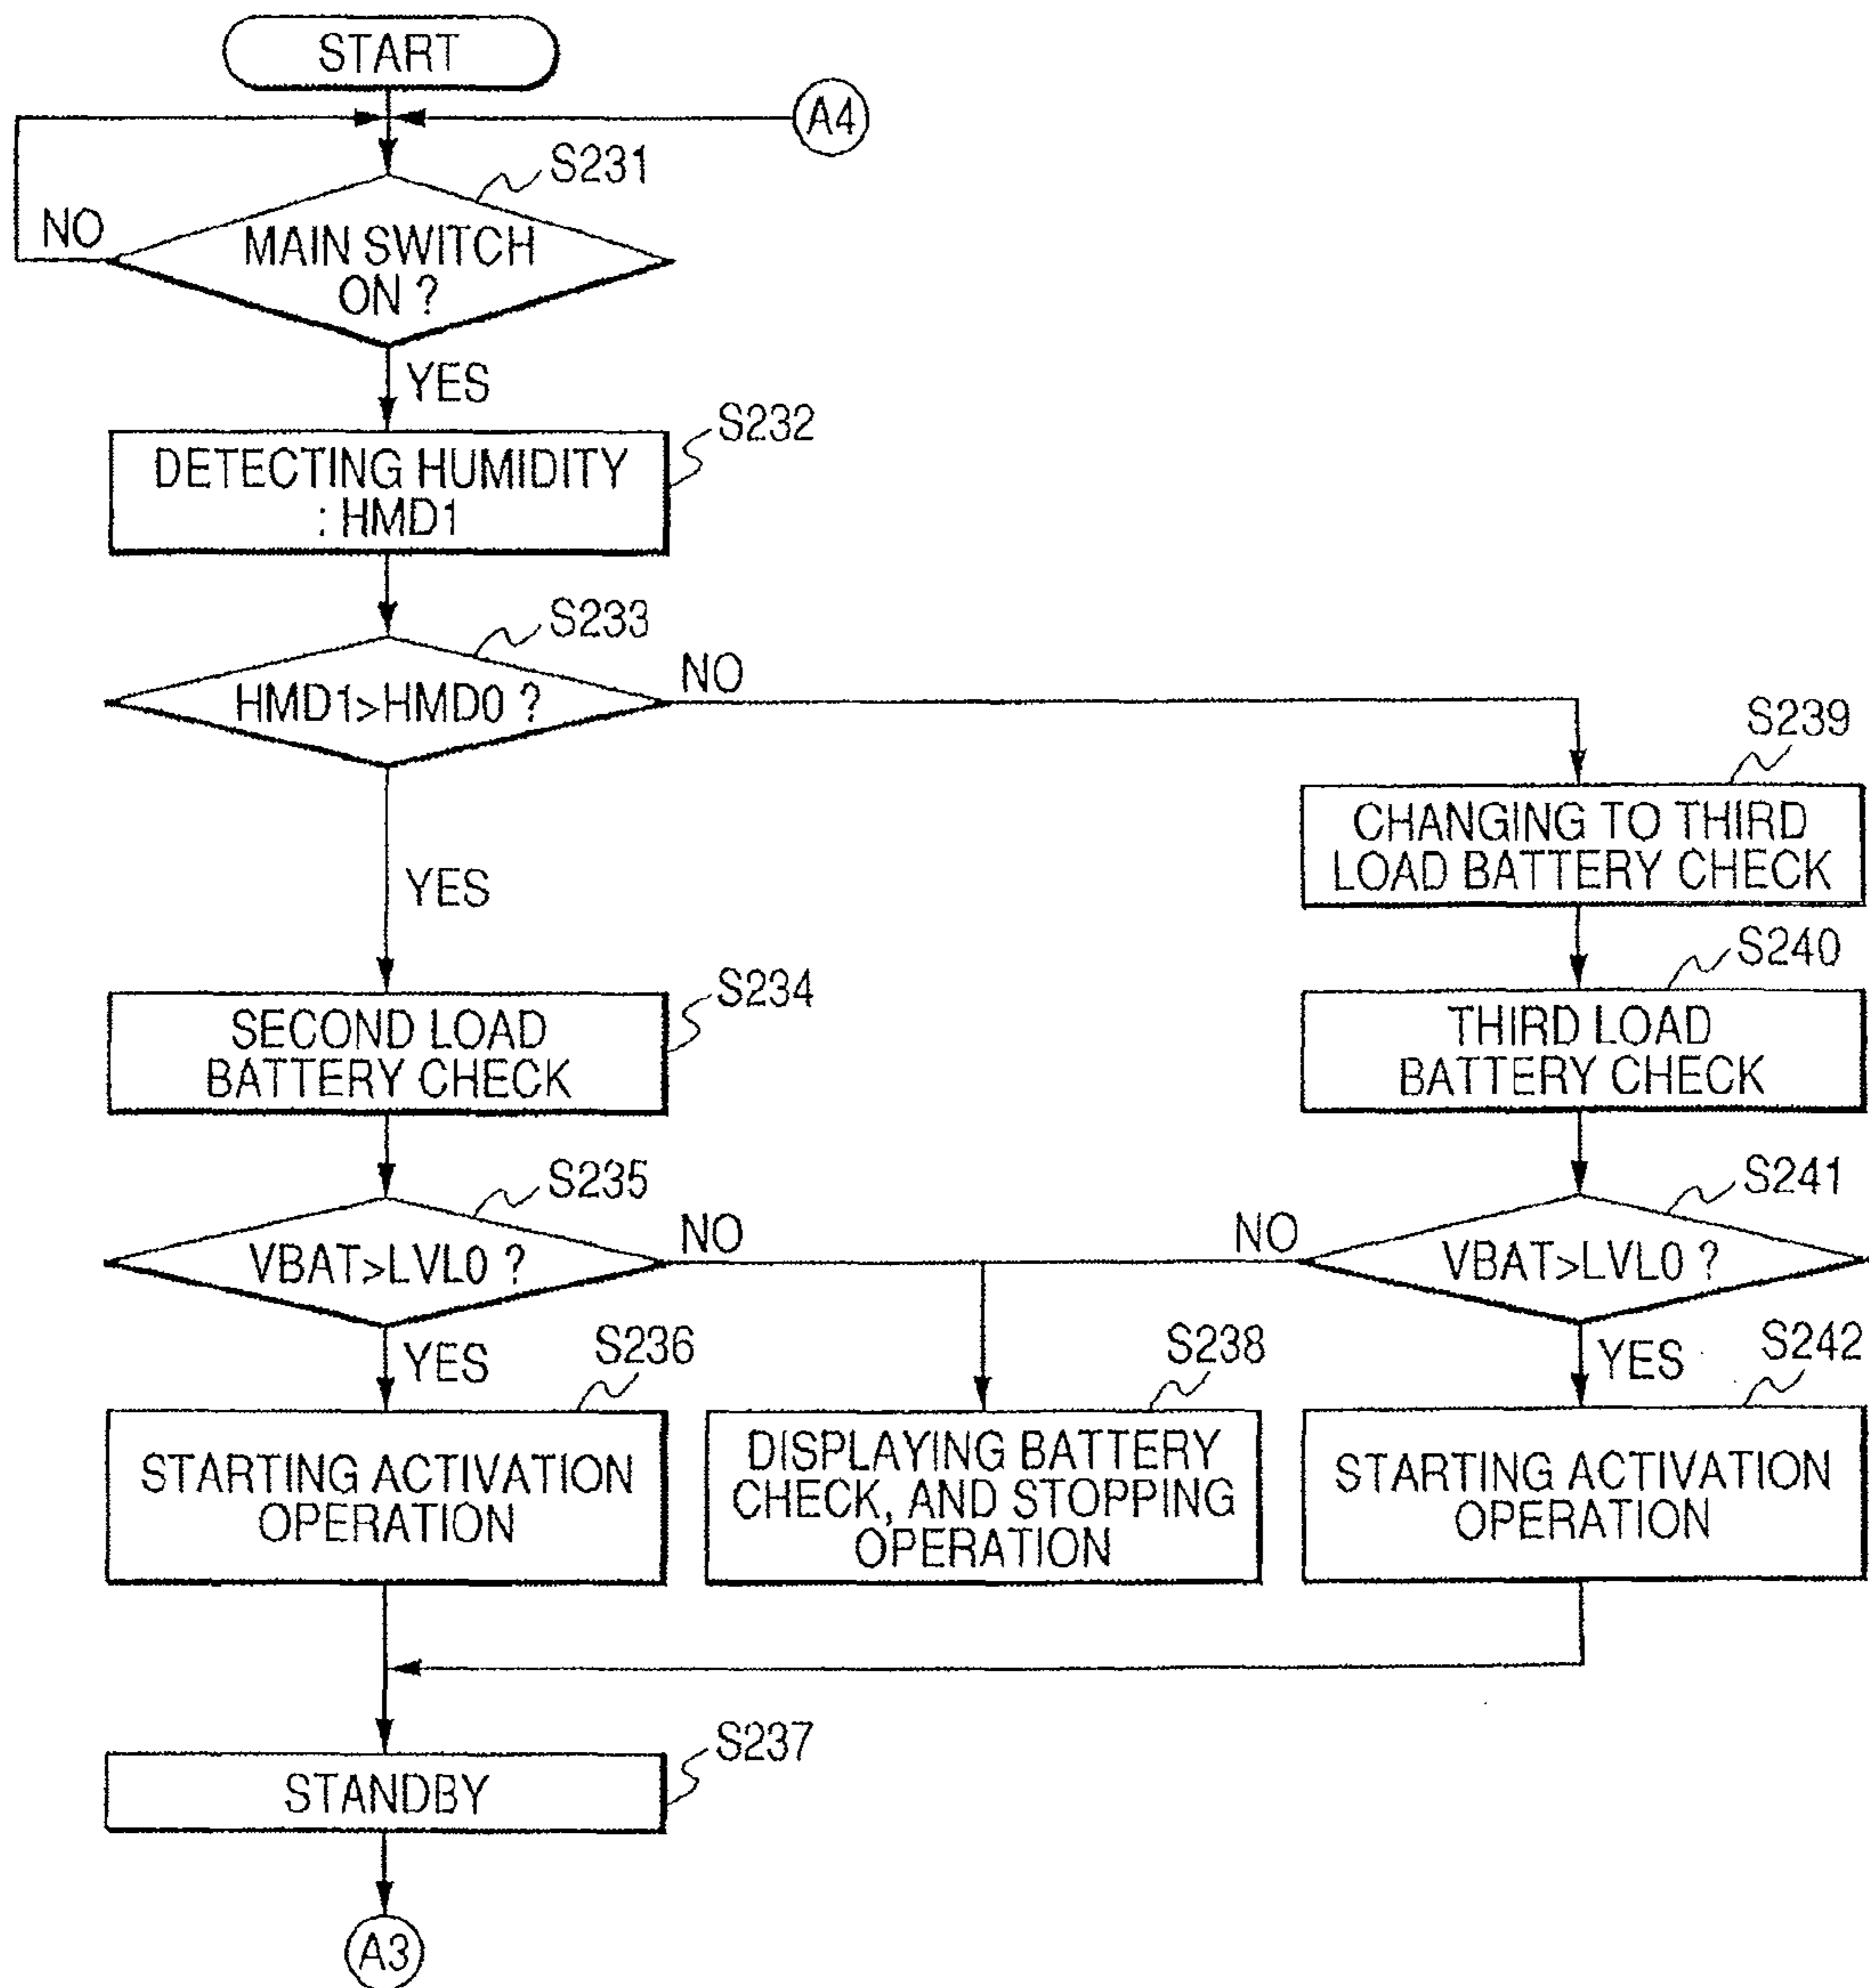 START
A4
S231
NO
MAIN SWITCH
ON ?
YES
S232
DETECTING HUMIDITY
: HMD1
S233
HMD1>HMD0 ?
NO
YES
S239
CHANGING TO THIRD
LOAD BATTERY CHECK
S234
SECOND LOAD
BATTERY CHECK
S240
THIRD LOAD
BATTERY CHECK
S235
VBAT>LVL0 ?
NO
S241
NO
VBAT>LVL0 ?
YES
S236
STARTING ACTIVATION
OPERATION
S238
DISPLAYING BATTERY
CHECK, AND STOPPING
OPERATION
YES
S242
STARTING ACTIVATION
OPERATION
S237
STANDBY
A3